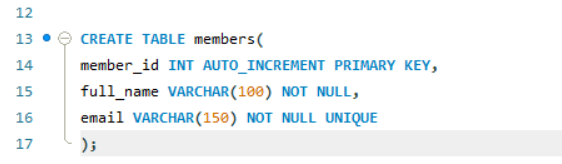 12
13 CREATE TABLE members(
14 member_id INT AUTO_INCREMENT PRIMARY KEY,
15 full_name VARCHAR(100) NOT NULL,
16 email VARCHAR(150) NOT NULL UNIQUE
17 );